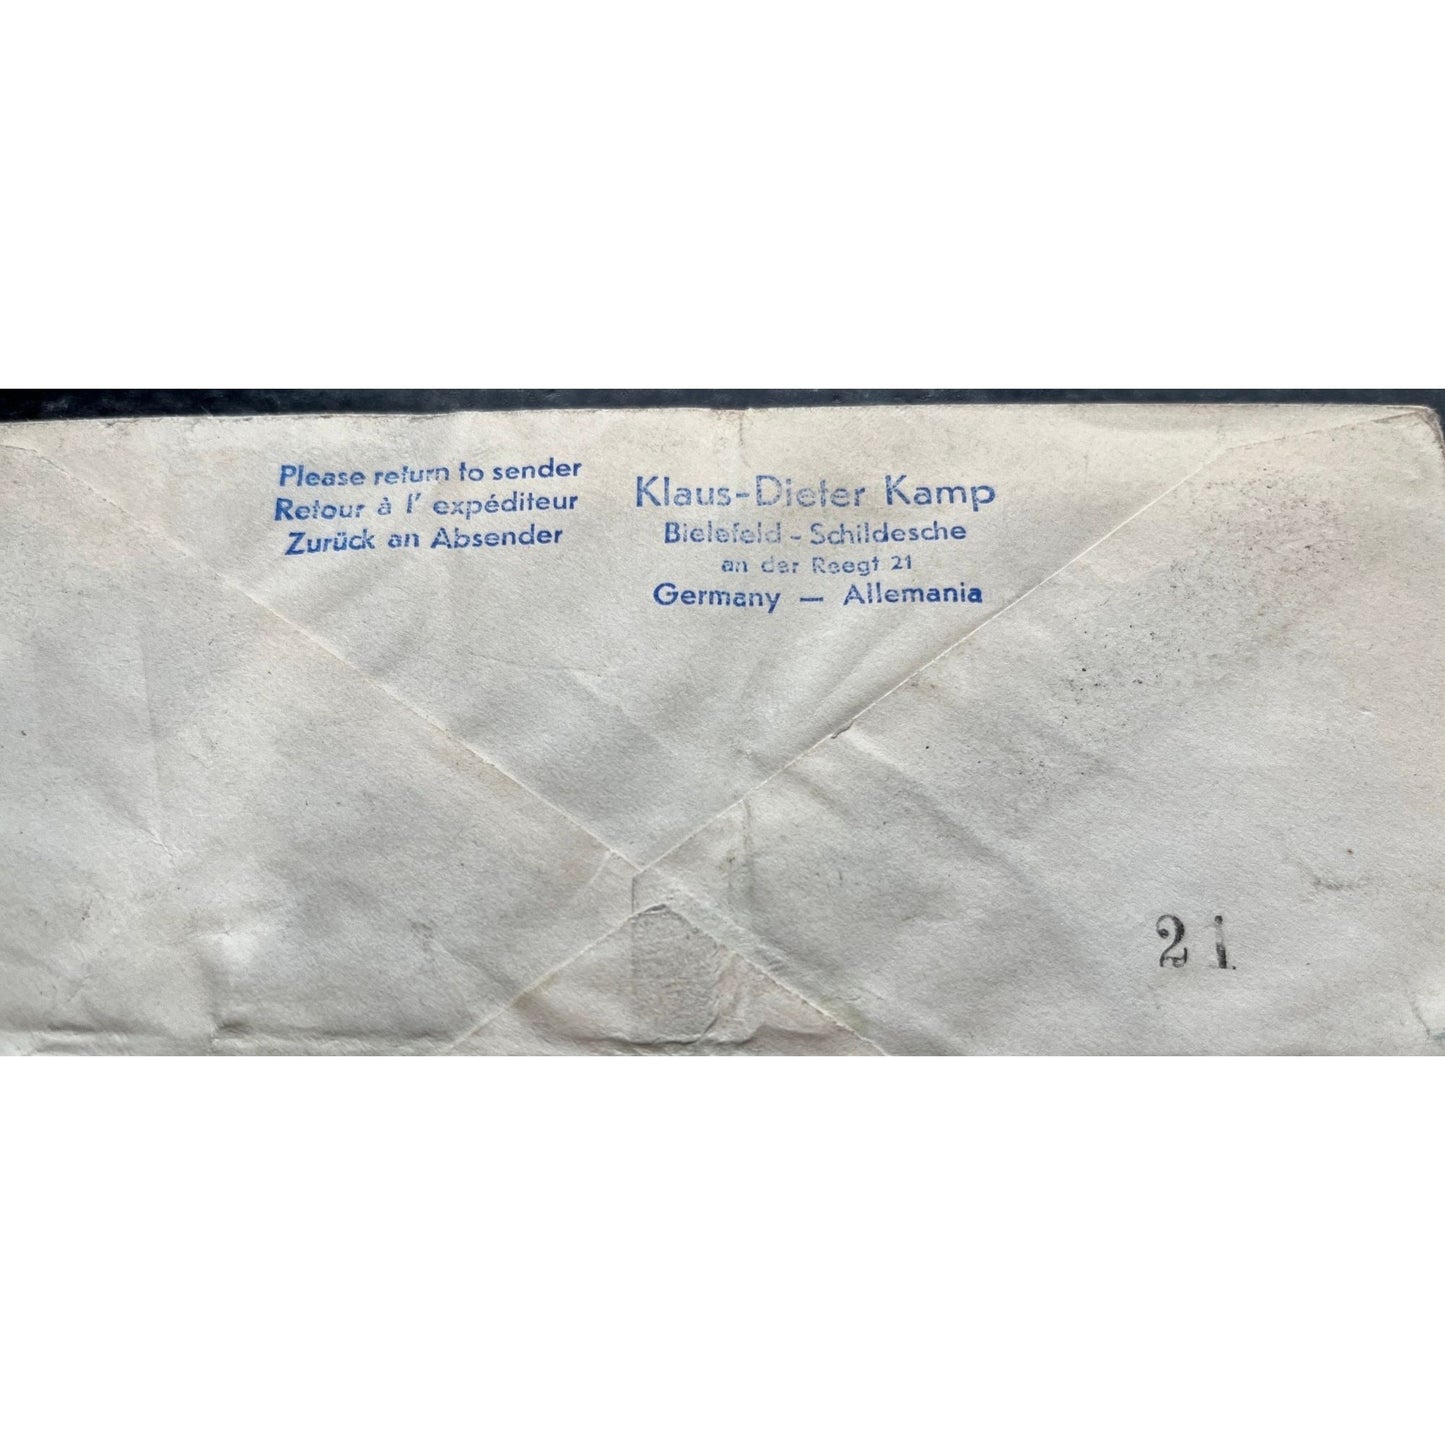 Please return to sender
Retour à l' expéditeur
Zurück an Absender
Klaus-Dieter Kamp
Bielefeld - Schildesche
an der Reegt 21
Germany — Allemania
21